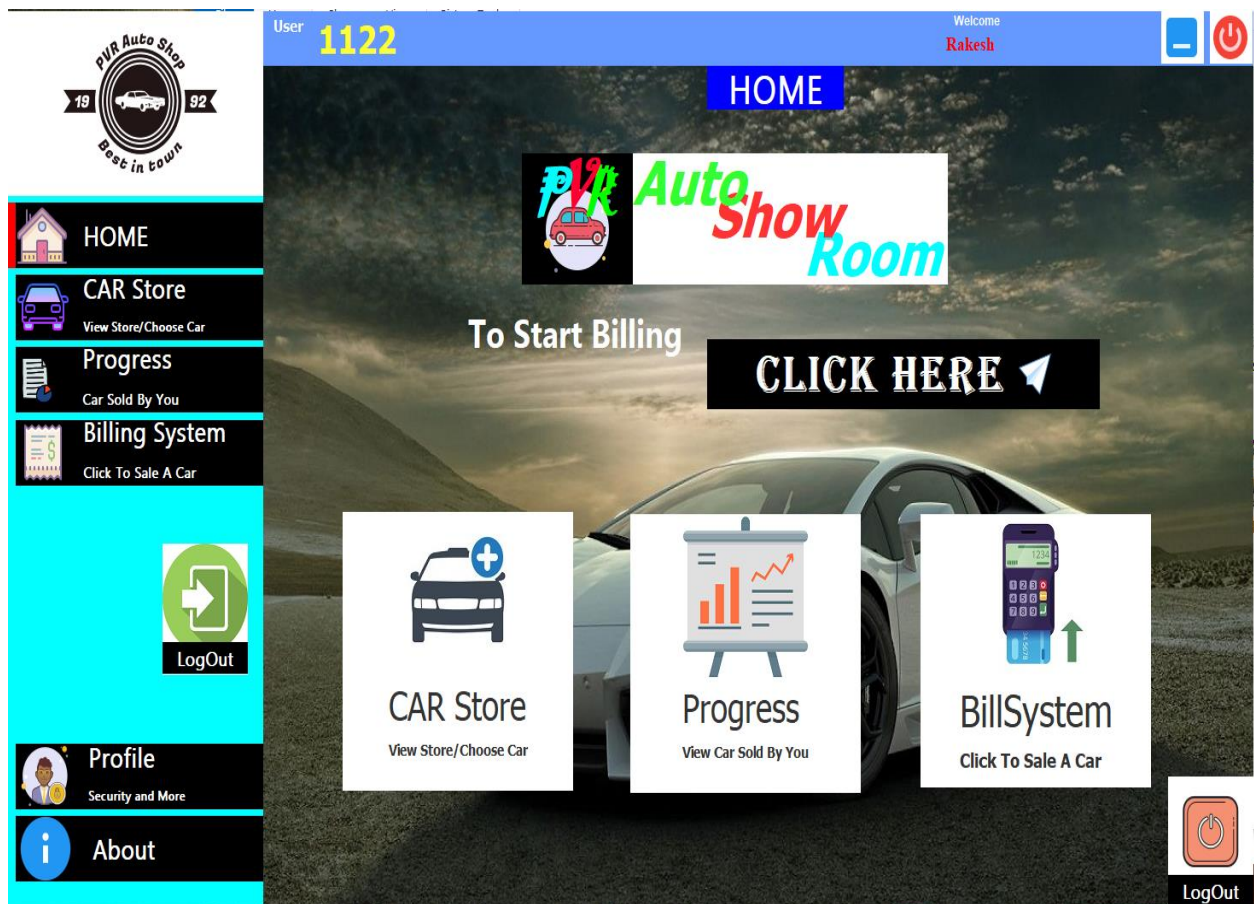 PVR Auto Shop
19 92
Best in town
User 1122
Welcome
Rakesh
HOME
HOME
CAR Store
View Store/Choose Car
Progress
Car Sold By You
Billing System
Click To Sale A Car
LogOut
Profile
Security and More
i About
PVR Auto
Show
Room
To Start Billing
CLICK HERE
CAR Store
View Store/Choose Car
Progress
View Car Sold By You
1234
BillSystem
Click To Sale A Car
LogOut